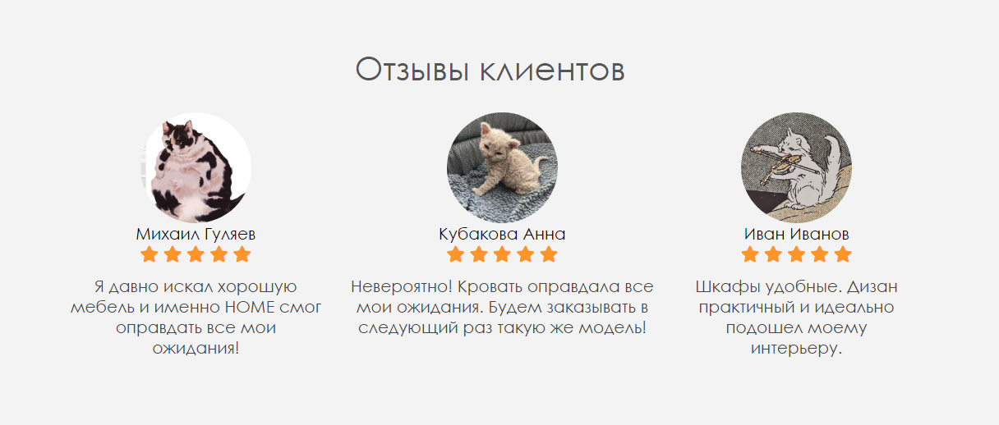 Отзывы клиентов
Михаил Гуляев
Я давно искал хорошую
мебель и именно HOME смог
оправдать все мои
ожидания!
Кубакова Анна
Невероятно! Кровать оправдала все
мои ожидания. Будем заказывать в
следующий раз такую же модель!
Иван Иванов
Шкафы удобные. Дизан
практичный и идеально
подошел моему
интерьеру.